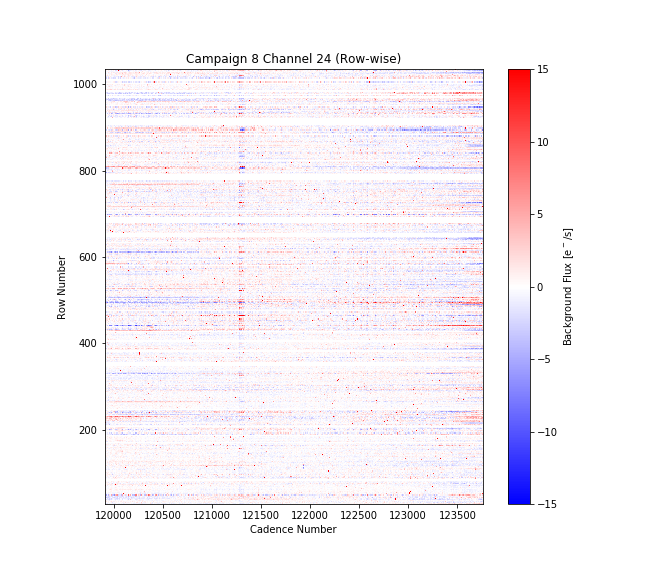 Campaign 8 Channel 24 (Row-wise)
1000
800
600
400
200
Row Number
120000 120500 121000 121500 122000 122500 123000 123500
Cadence Number
15
10
5
0
−5
−10
−15
Background Flux [e⁻/s]